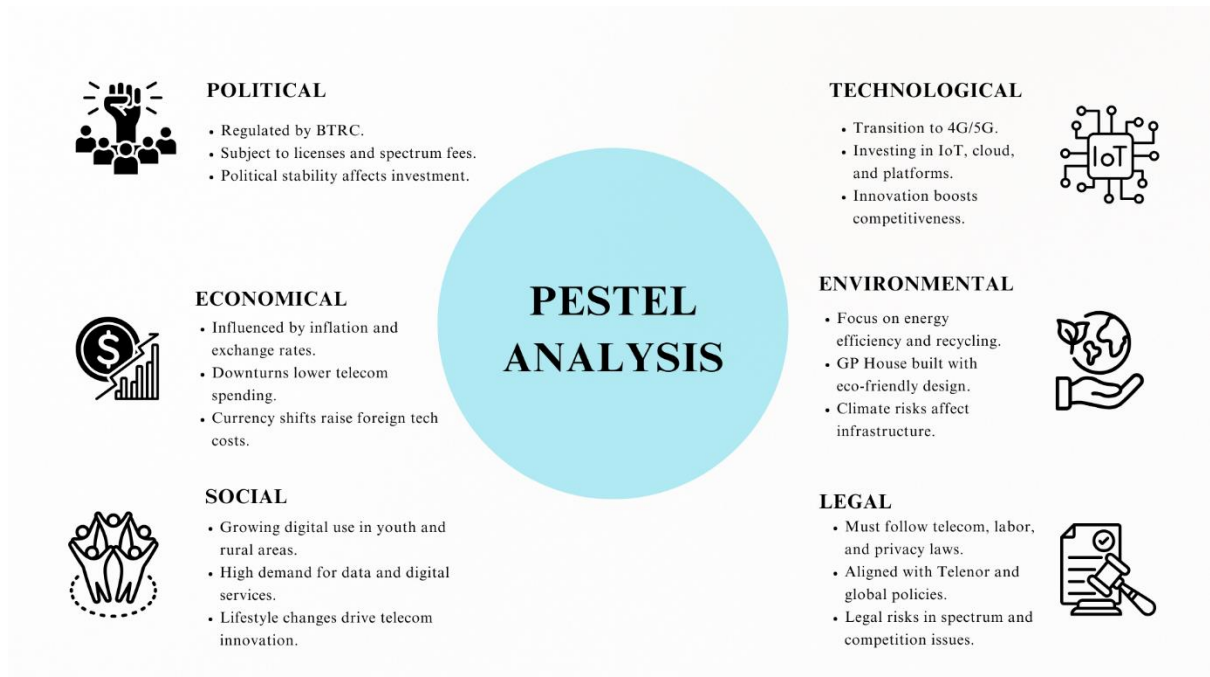 POLITICAL
• Regulated by BTRC.
• Subject to licenses and spectrum fees.
• Political stability affects investment.
ECONOMICAL
• Influenced by inflation and
exchange rates.
• Downturns lower telecom
spending.
• Currency shifts raise foreign tech
costs.
SOCIAL
• Growing digital use in youth and
rural areas.
• High demand for data and digital
services.
• Lifestyle changes drive telecom
innovation.
PESTEL
ANALYSIS
TECHNOLOGICAL
• Transition to 4G/5G.
• Investing in IoT, cloud,
and platforms.
• Innovation boosts
competitiveness.
IoT
ENVIRONMENTAL
• Focus on energy
efficiency and recycling.
• GP House built with
eco-friendly design.
• Climate risks affect
infrastructure.
LEGAL
• Must follow telecom, labor,
and privacy laws.
• Aligned with Telenor and
global policies.
• Legal risks in spectrum and
competition issues.